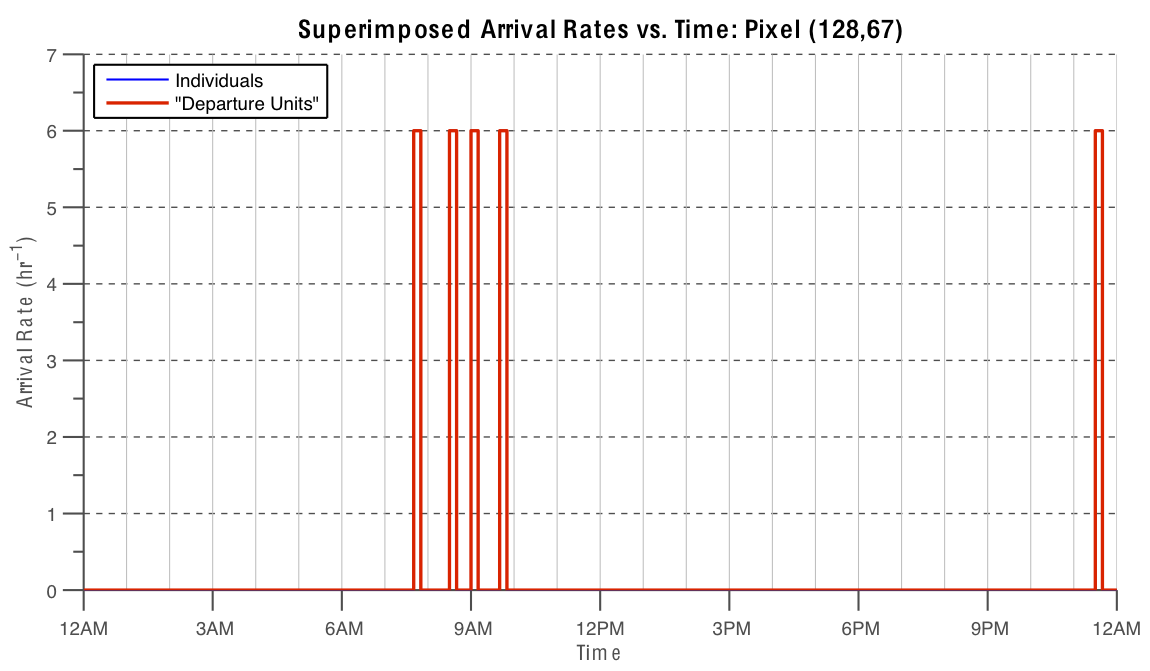 Superimposed Arrival Rates vs. Time: Pixel (128,67)
Individuals
"Departure Units"
7
6
5
4
3
2
1
0
Arrival Rate (hr⁻¹)
12AM 3AM 6AM 9AM 12PM 3PM 6PM 9PM 12AM
Time